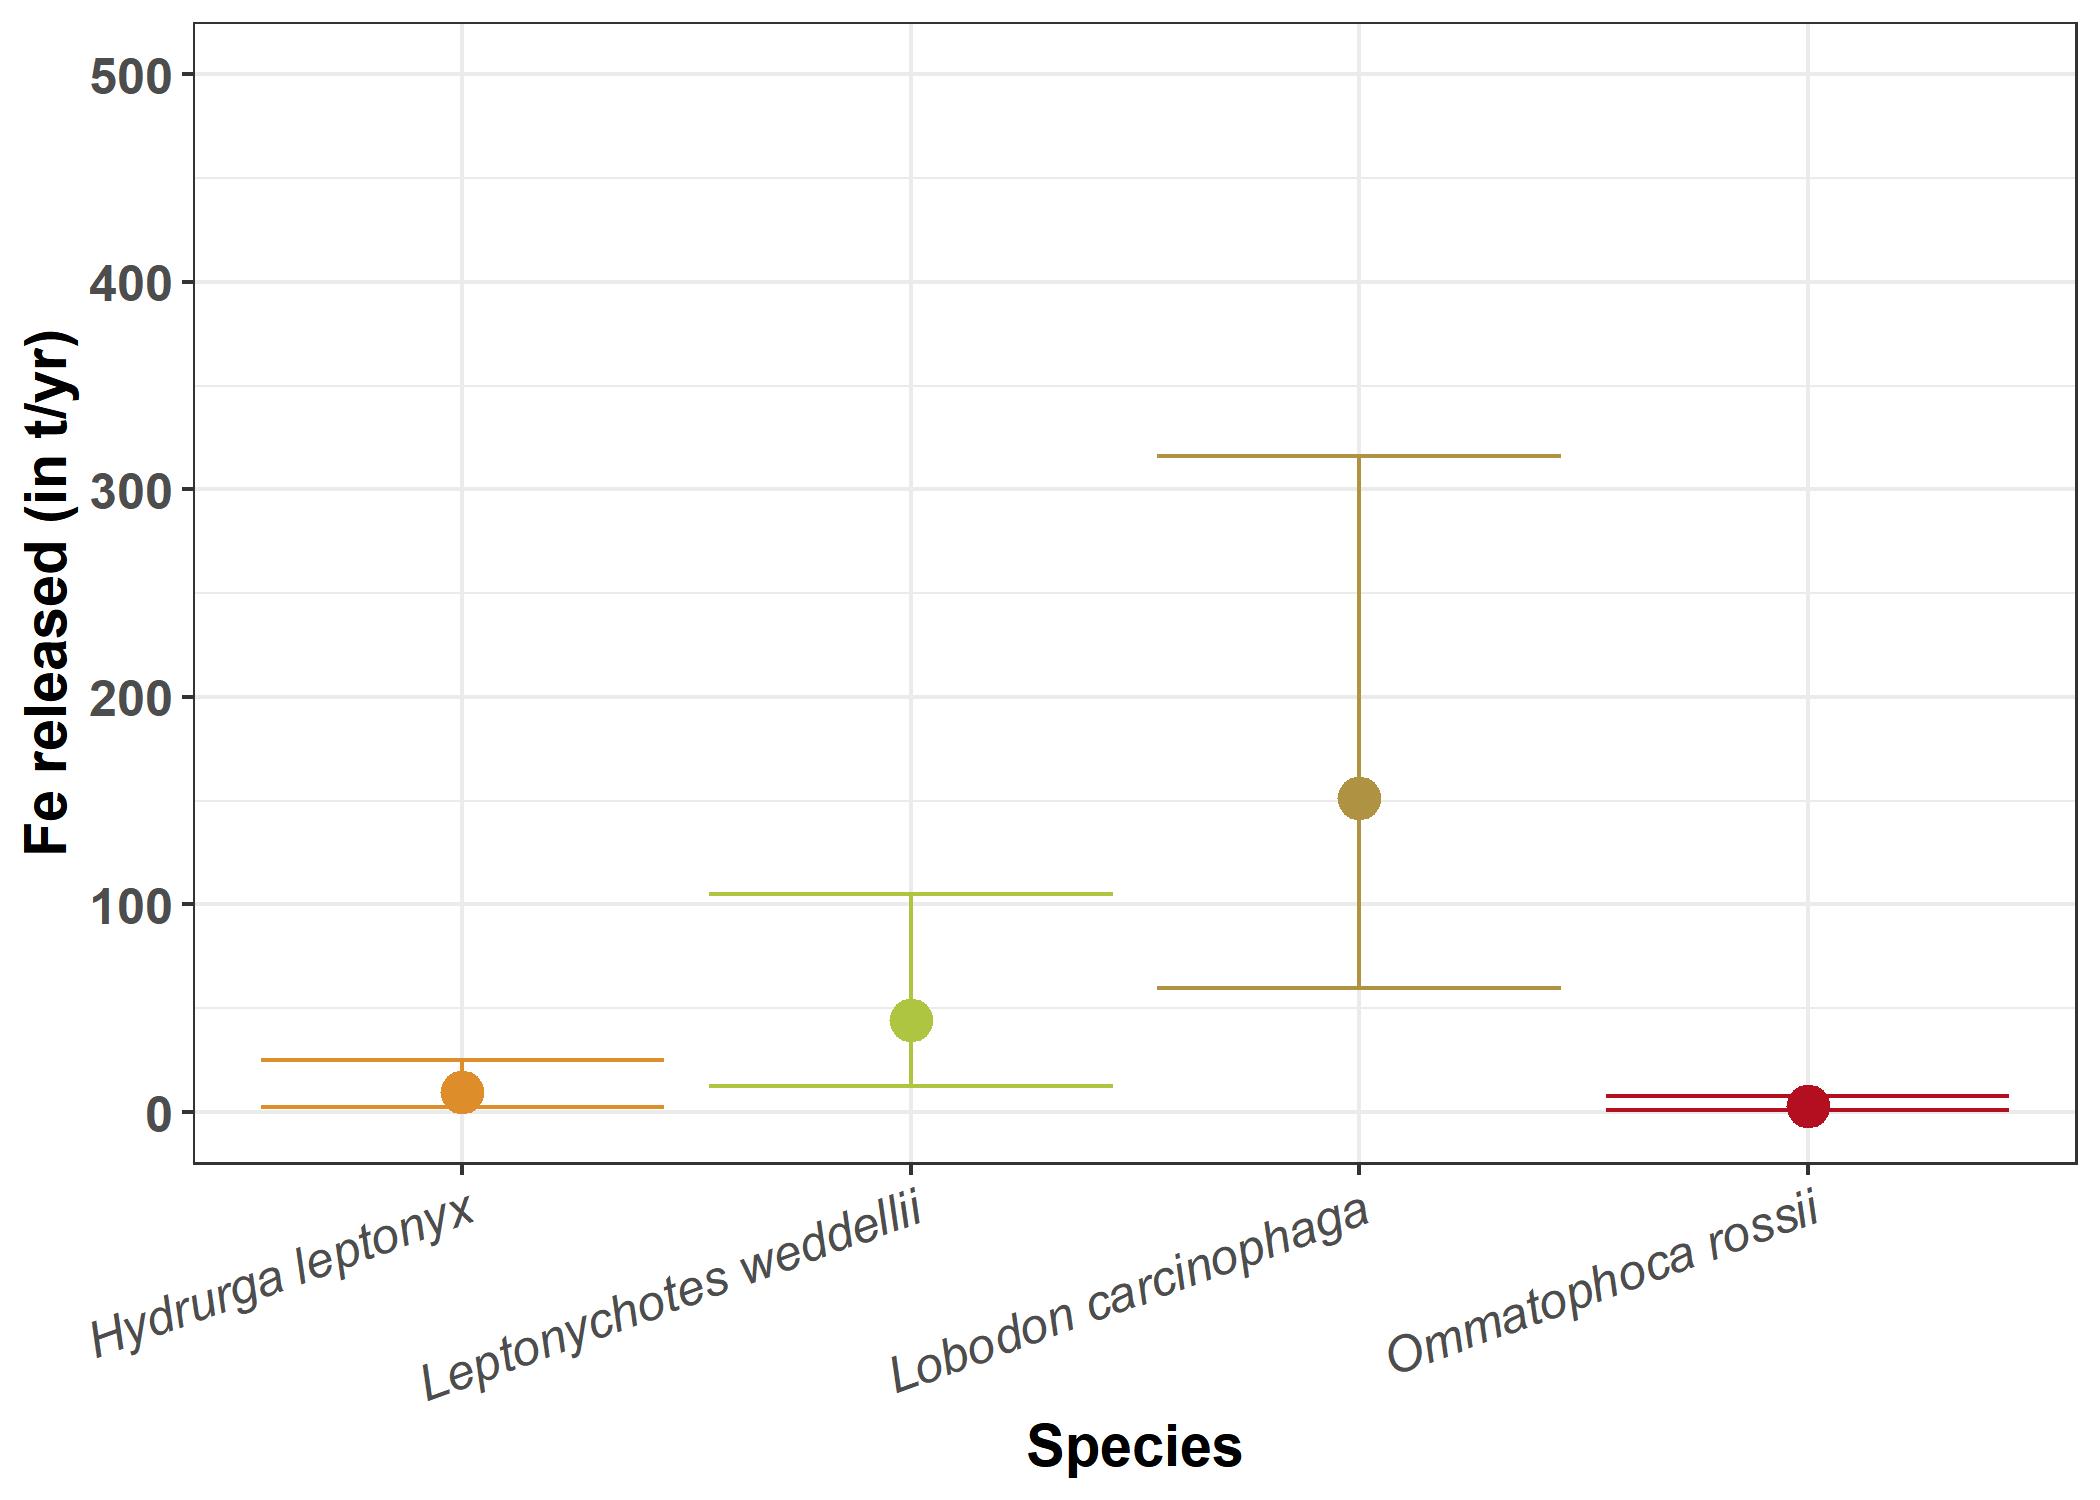 500
400
300
200
100
0
Fe released (in t/yr)
Hydrurga leptonyx
Leptonychotes weddellii
Lobodon carcinophaga
Ommatophoca rossii
Species